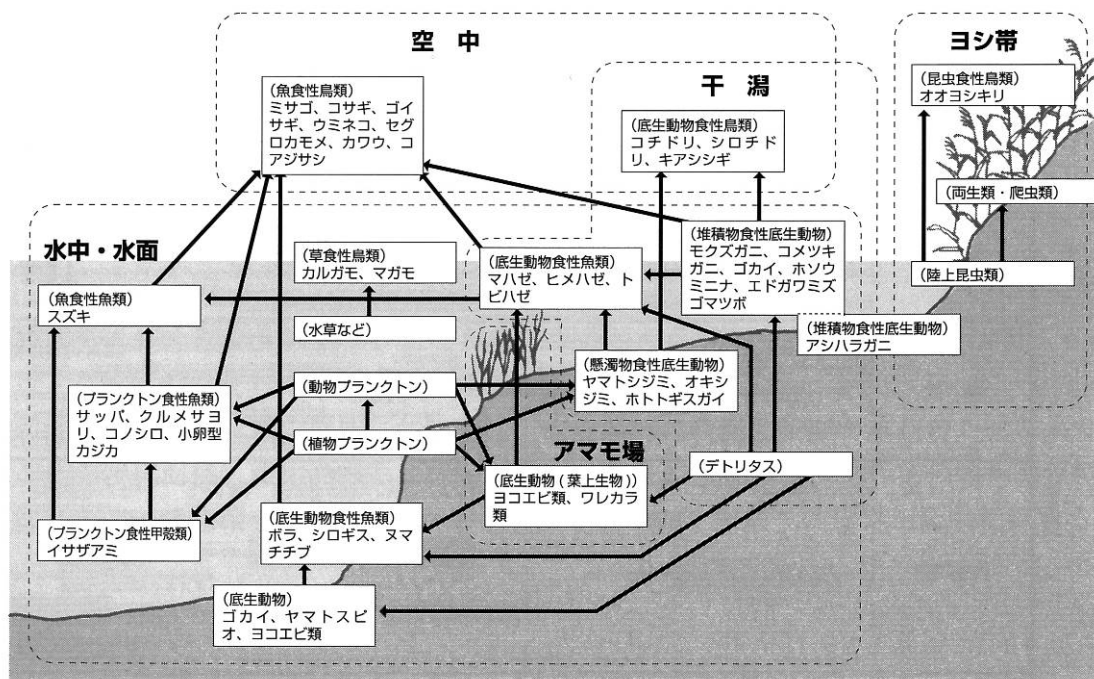 空 中
ヨシ帯
干 潟
(昆虫食性鳥類)
オオヨシキリ
(魚食性鳥類)
ミサゴ、コサギ、ゴイ
サギ、ウミネコ、セグ
ロカモメ、カワウ、コ
アジサシ
(底生動物食性鳥類)
コチドリ、シロチド
リ、キアシシギ
(両生類・爬虫類)
水中・水面
(草食性鳥類)
カルガモ、マガモ
(底生動物食性魚類)
マハゼ、ヒメハゼ、ト
ビハゼ
(堆積物食性底生動物)
モクズガニ、コメツキ
ガニ、ゴカイ、ホソウ
ミニナ、エドガワミズ
ゴマツボ
(陸上昆虫類)
(魚食性魚類)
スズキ
(水草など)
(堆積物食性底生動物)
アシハラガニ
(プランクトン食性魚類)
サッパ、クルメサヨ
リ、コノシロ、小卵型
カジカ
(動物プランクトン)
(懸濁物食性底生動物)
ヤマトシジミ、オキシ
ジミ、ホトトギスガイ
(植物プランクトン)
アマモ場
(デトリタス)
(底生動物(葉上生物))
ヨコエビ類、ワレカラ
類
(プランクトン食性甲殻類)
イサザアミ
(底生動物食性魚類)
ボラ、シロギス、ヌマ
チチブ
(底生動物)
ゴカイ、ヤマトスピ
オ、ヨコエビ類